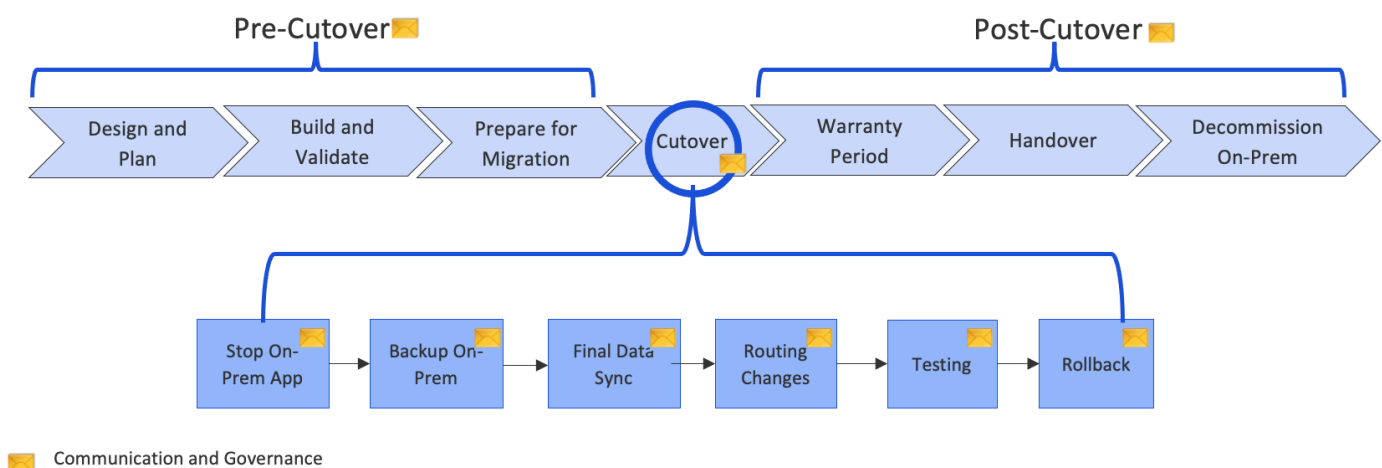 Pre-Cutover
Post-Cutover
Design and
Plan
Build and
Validate
Prepare for
Migration
Cutover
Warranty
Period
Handover
Decommission
On-Prem
Stop On-
Prem App
Backup On-
Prem
Final Data
Sync
Routing
Changes
Testing
Rollback
Communication and Governance